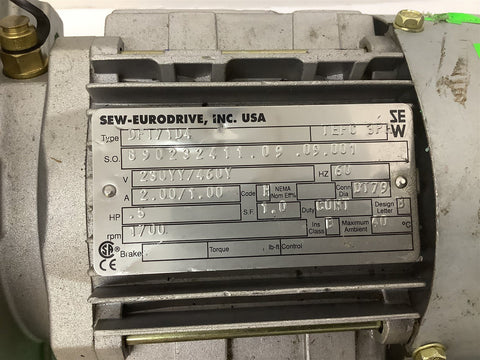 SEW-EURODRIVE, INC. USA SEW
Type DFT71D4 TEFC 3PH
S.O. 890292411.09 .09.001
V 230YY/460Y HZ 60
A 2.00/1.00 Code H NEMA Nom Eff. Conn Dia DT79
HP .5 S.F. 1.0 Duty CONT Design Letter
rpm 1700 Ins Class F Maximum Ambient 40 °C
Brake Torque lb-ft Control